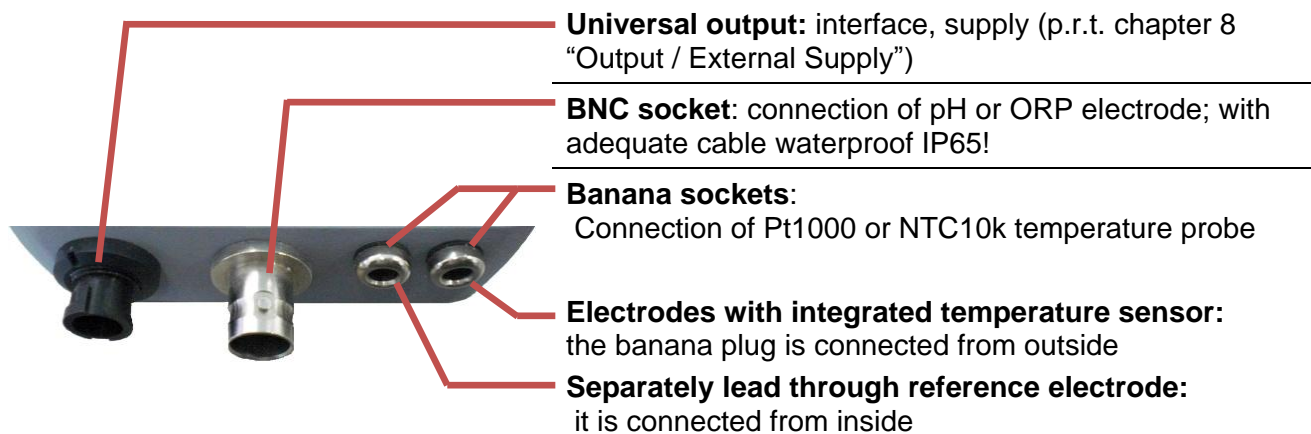 Universal output: interface, supply (p.r.t. chapter 8
“Output / External Supply”)
BNC socket: connection of pH or ORP electrode; with
adequate cable waterproof IP65!
Banana sockets:
Connection of Pt1000 or NTC10k temperature probe
Electrodes with integrated temperature sensor:
the banana plug is connected from outside
Separately lead through reference electrode:
it is connected from inside